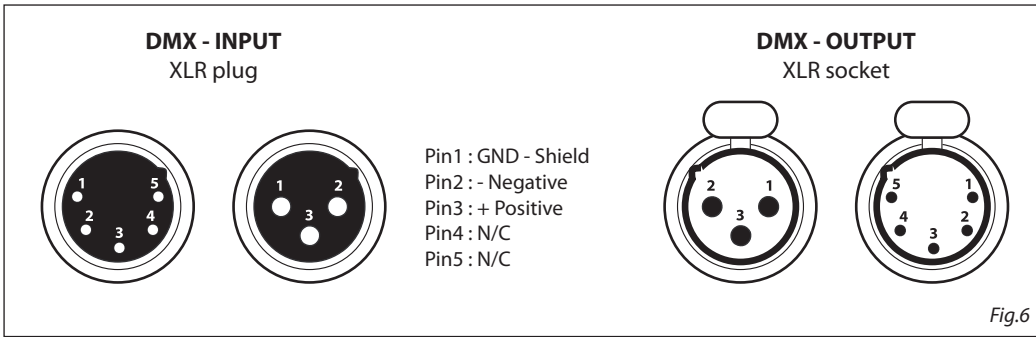 DMX - INPUT
XLR plug
1 5
2 4
3
1 2
3
Pin1 : GND - Shield
Pin2 : - Negative
Pin3 : + Positive
Pin4 : N/C
Pin5 : N/C
DMX - OUTPUT
XLR socket
2 1
3
5 1
4 2
3
Fig.6